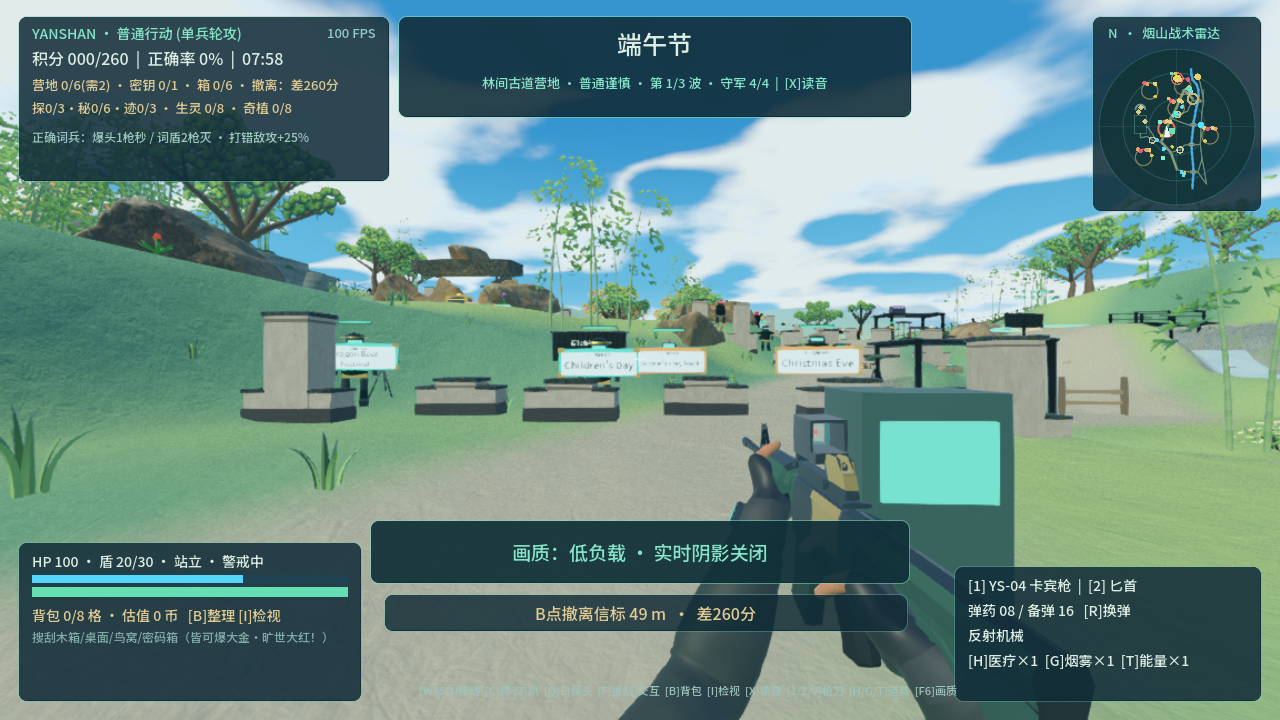 YANSHAN · 普通行动 (单兵轮攻) 100 FPS
积分 000/260 | 正确率 0% | 07:58
营地 0/6(需2) · 密钥 0/1 · 箱 0/6 · 撤离：差260分
探0/3·秘0/6·迹0/3 · 生灵 0/8 · 奇植 0/8
正确词兵：爆头1枪秒 / 词盾2枪灭 · 打错敌攻+25%
端午节
林间古道营地 · 普通谨慎 · 第 1/3 波 · 守军 4/4 | [X]读音
N · 烟山战术雷达
Children's Day
Christmas Eve
画质：低负载 · 实时阴影关闭
B点撤离信标 49 m · 差260分
HP 100 · 盾 20/30 · 站立 · 警戒中
背包 0/8 格 · 估值 0 币 [B]整理 [I]检视
搜刮木箱/桌面/鸟窝/密码箱（皆可爆大金·旷世大红！）
[1] YS-04 卡宾枪 | [2] 匕首
弹药 08 / 备弹 16 [R]换弹
反射机械
[H]医疗×1 [G]烟雾×1 [T]能量×1
交互 [B]背包 [I]检视 [F6]画质